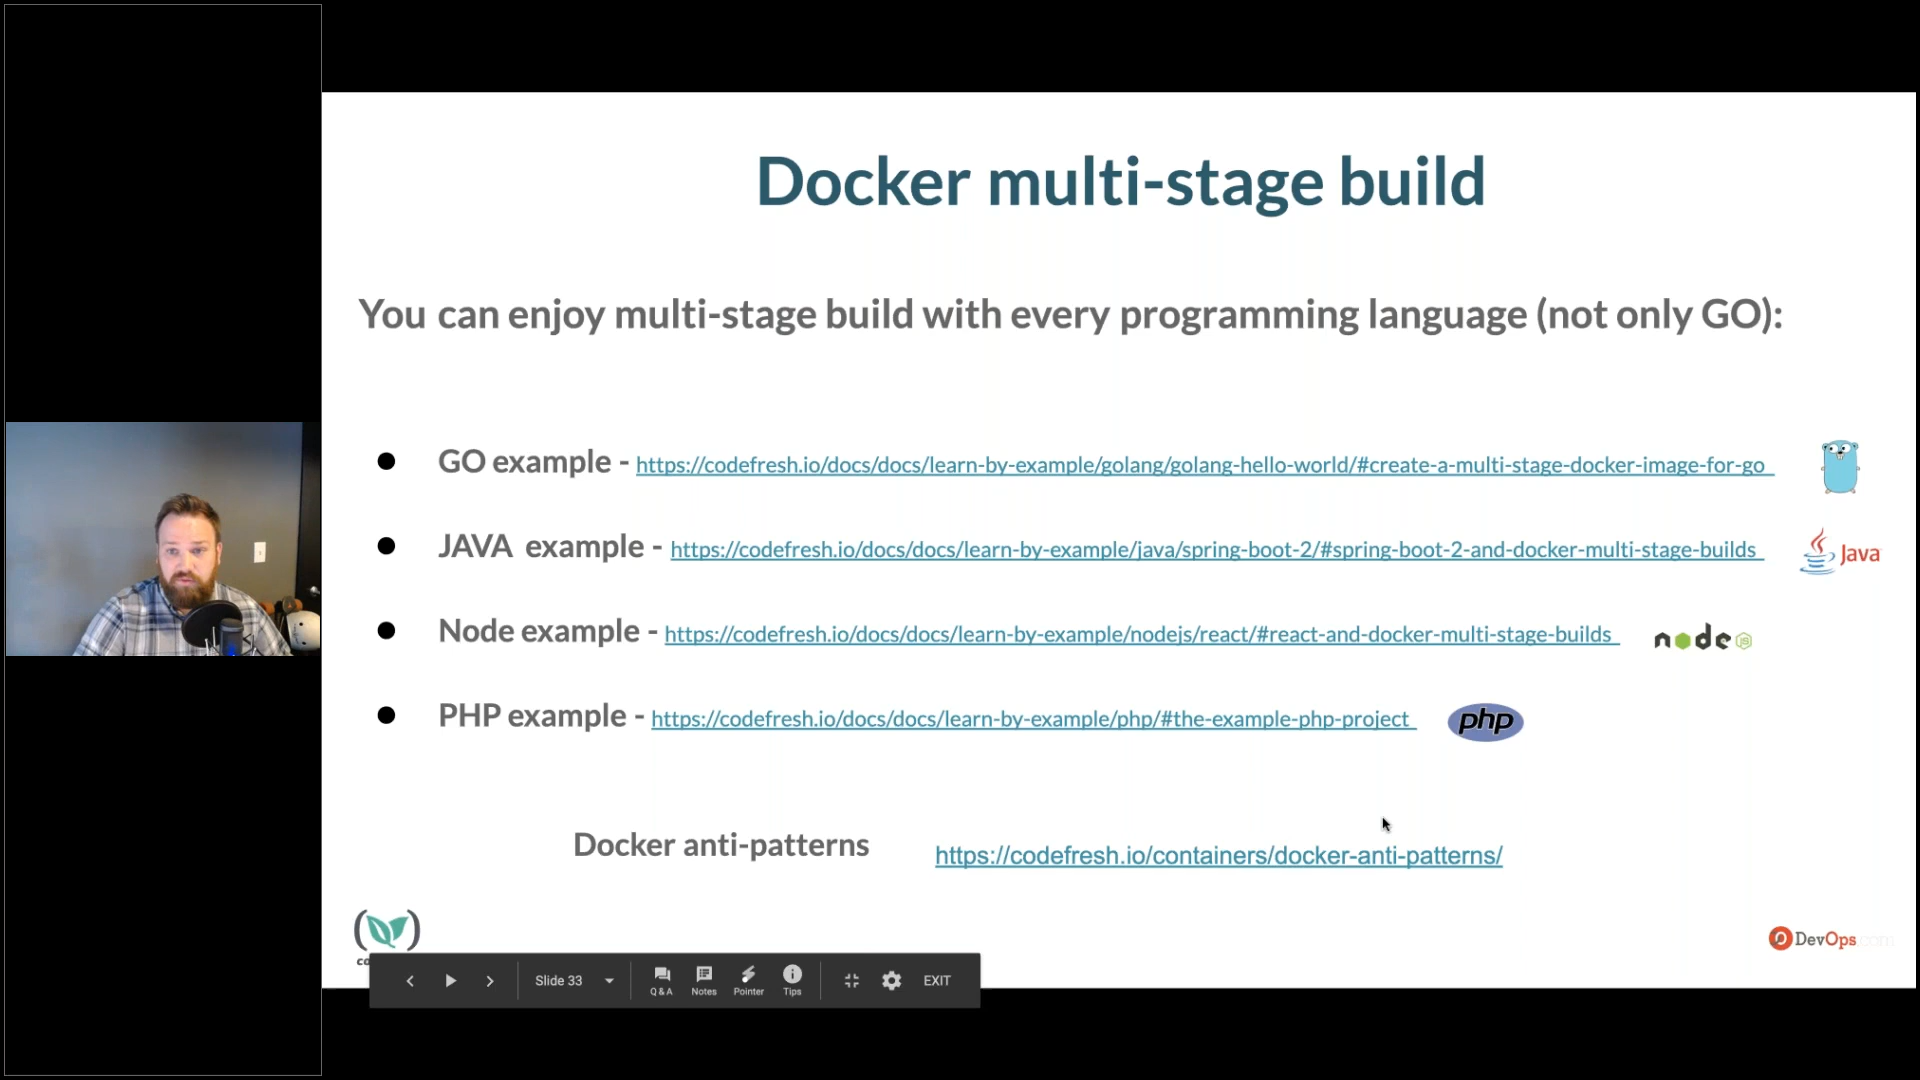 Docker multi-stage build
You can enjoy multi-stage build with every programming language (not only GO):
● GO example - https://codefresh.io/docs/docs/learn-by-example/golang/golang-hello-world/#create-a-multi-stage-docker-image-for-go
● JAVA example - https://codefresh.io/docs/docs/learn-by-example/java/spring-boot-2/#spring-boot-2-and-docker-multi-stage-builds
Java
● Node example - https://codefresh.io/docs/docs/learn-by-example/nodejs/react/#react-and-docker-multi-stage-builds
node JS
● PHP example - https://codefresh.io/docs/docs/learn-by-example/php/#the-example-php-project
php
Docker anti-patterns https://codefresh.io/containers/docker-anti-patterns/
DevOps.com
Slide 33
Q & A
Notes
Pointer
Tips
EXIT